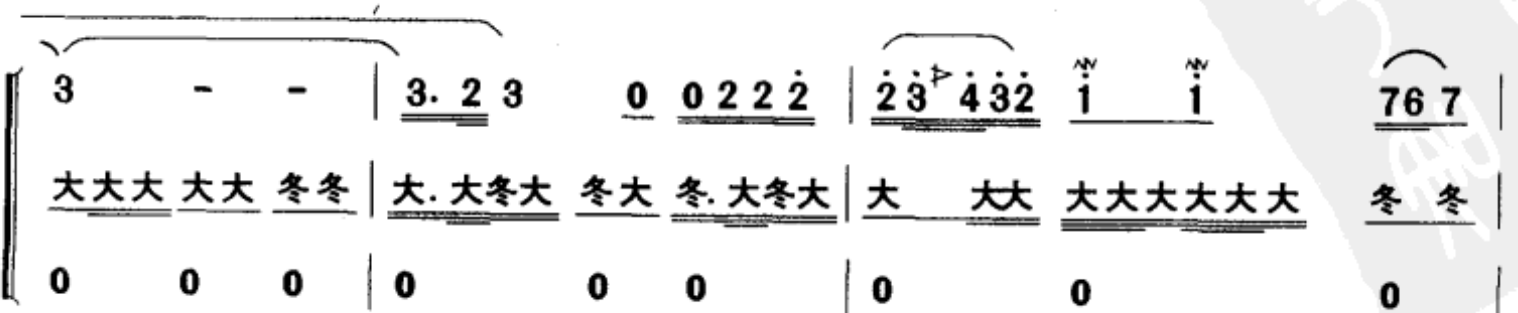 3 - - | 3. 2 3 0 0 2 2 2̇ | 2̇ 3̇ 4̇ 3̇ 2̇ 1̇ 1̇ 7 6 7 |
大大大 大大 冬冬 | 大. 大冬大 冬大 冬. 大冬大 | 大 大大 大大大大大大 冬 冬 |
0 0 0 | 0 0 0 | 0 0 0 |